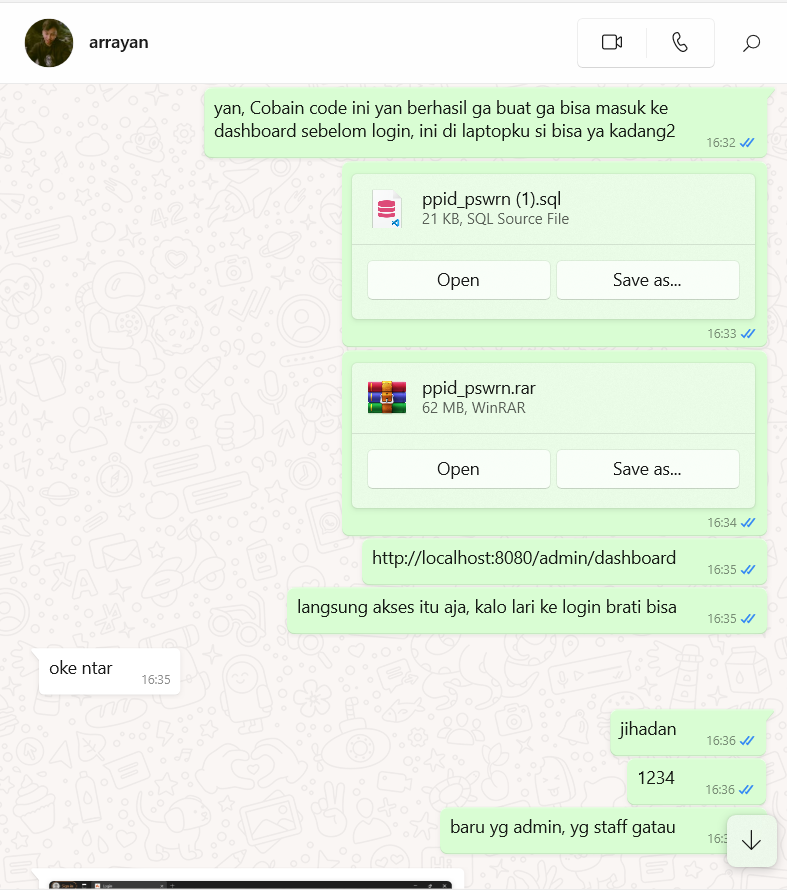 arrayan
yan, Cobain code ini yan berhasil ga buat ga bisa masuk ke
dashboard sebelom login, ini di laptopku si bisa ya kadang2
16:32
ppid_pswrn (1).sql
21 KB, SQL Source File
Open
Save as...
16:33
ppid_pswrn.rar
62 MB, WinRAR
Open
Save as...
16:34
http://localhost:8080/admin/dashboard
16:35
langsung akses itu aja, kalo lari ke login brati bisa
16:35
oke ntar
16:35
jihadan
16:36
1234
16:36
baru yg admin, yg staff gatau